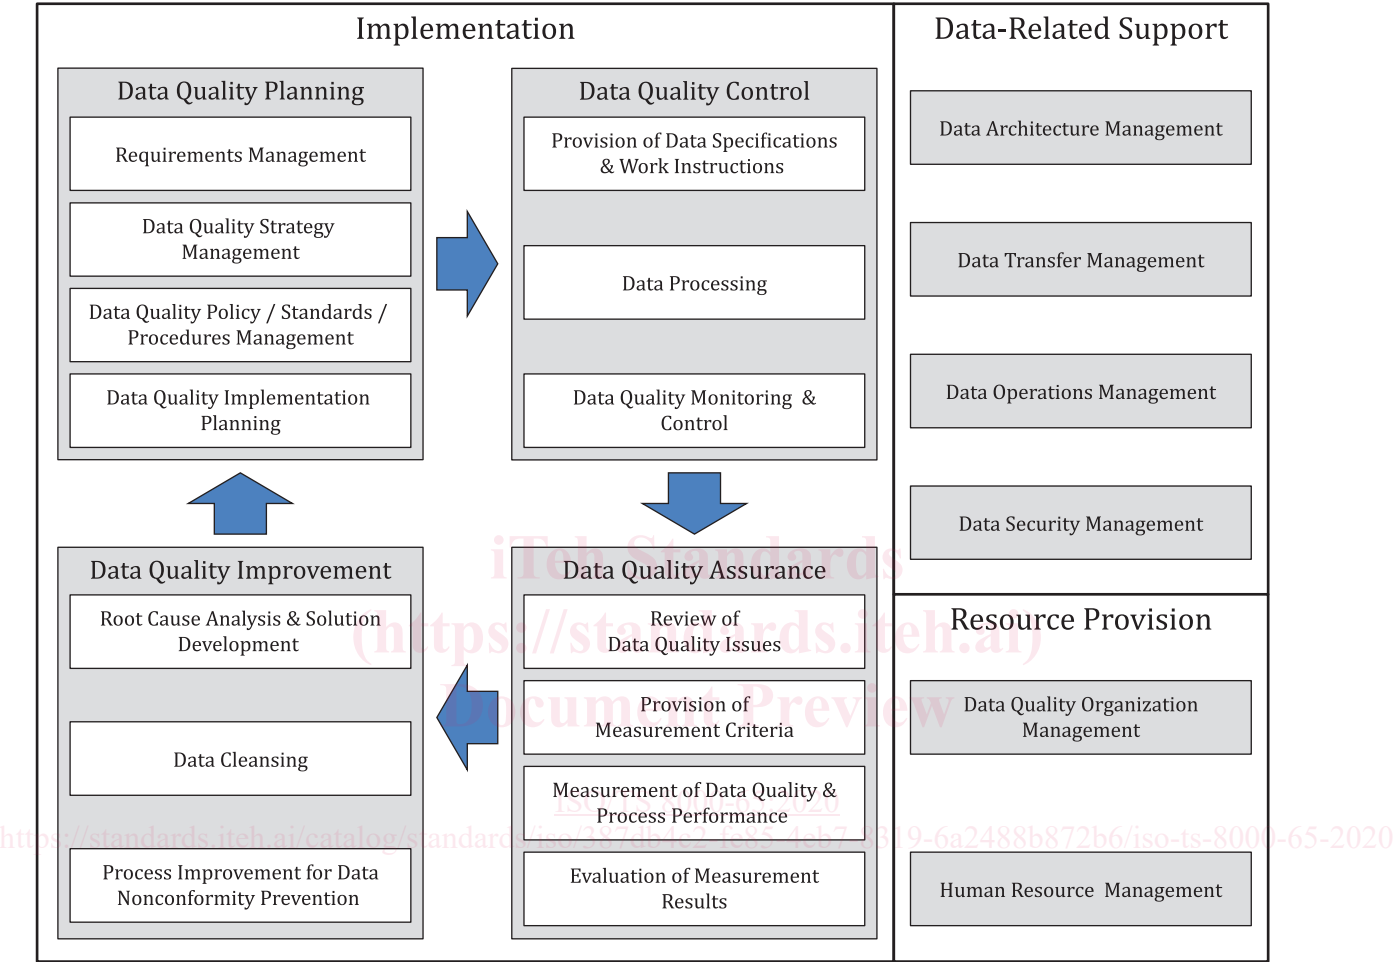 Implementation
Data Quality Planning
Requirements Management
Data Quality Strategy
Management
Data Quality Policy / Standards /
Procedures Management
Data Quality Implementation
Planning
Data Quality Control
Provision of Data Specifications
& Work Instructions
Data Processing
Data Quality Monitoring & 
Control
Data Quality Improvement
Root Cause Analysis & Solution
Development
Data Cleansing
Process Improvement for Data
Nonconformity Prevention
Data Quality Assurance
Review of
Data Quality Issues
Provision of
Measurement Criteria
Measurement of Data Quality &
Process Performance
Evaluation of Measurement
Results
Data-Related Support
Data Architecture Management
Data Transfer Management
Data Operations Management
Data Security Management
Resource Provision
Data Quality Organization
Management
Human Resource Management
iTeh Standards
(https://standards.iteh.ai)
Document Preview
ISO/TS 8000-65:2020
https://standards.iteh.ai/catalog/standards/iso/387db4c2-fe85-4eb7-8319-6a2488b872b6/iso-ts-8000-65-2020